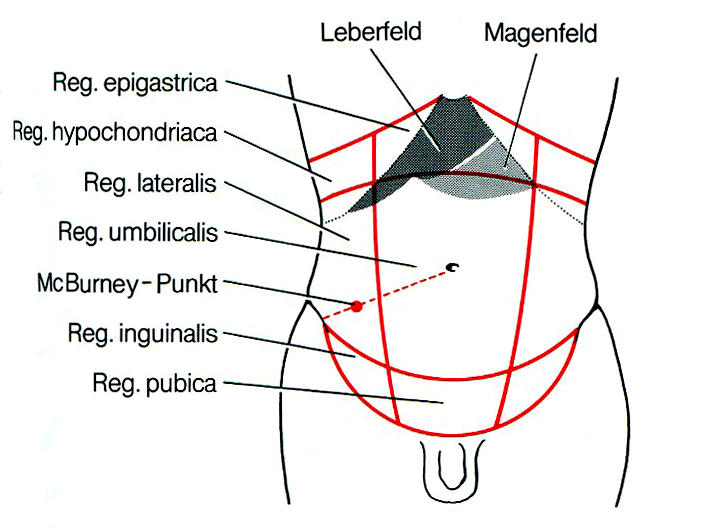 Leberfeld
Magenfeld
Reg. epigastrica
Reg. hypochondriaca
Reg. lateralis
Reg. umbilicalis
McBurney-Punkt
Reg. inguinalis
Reg. pubica